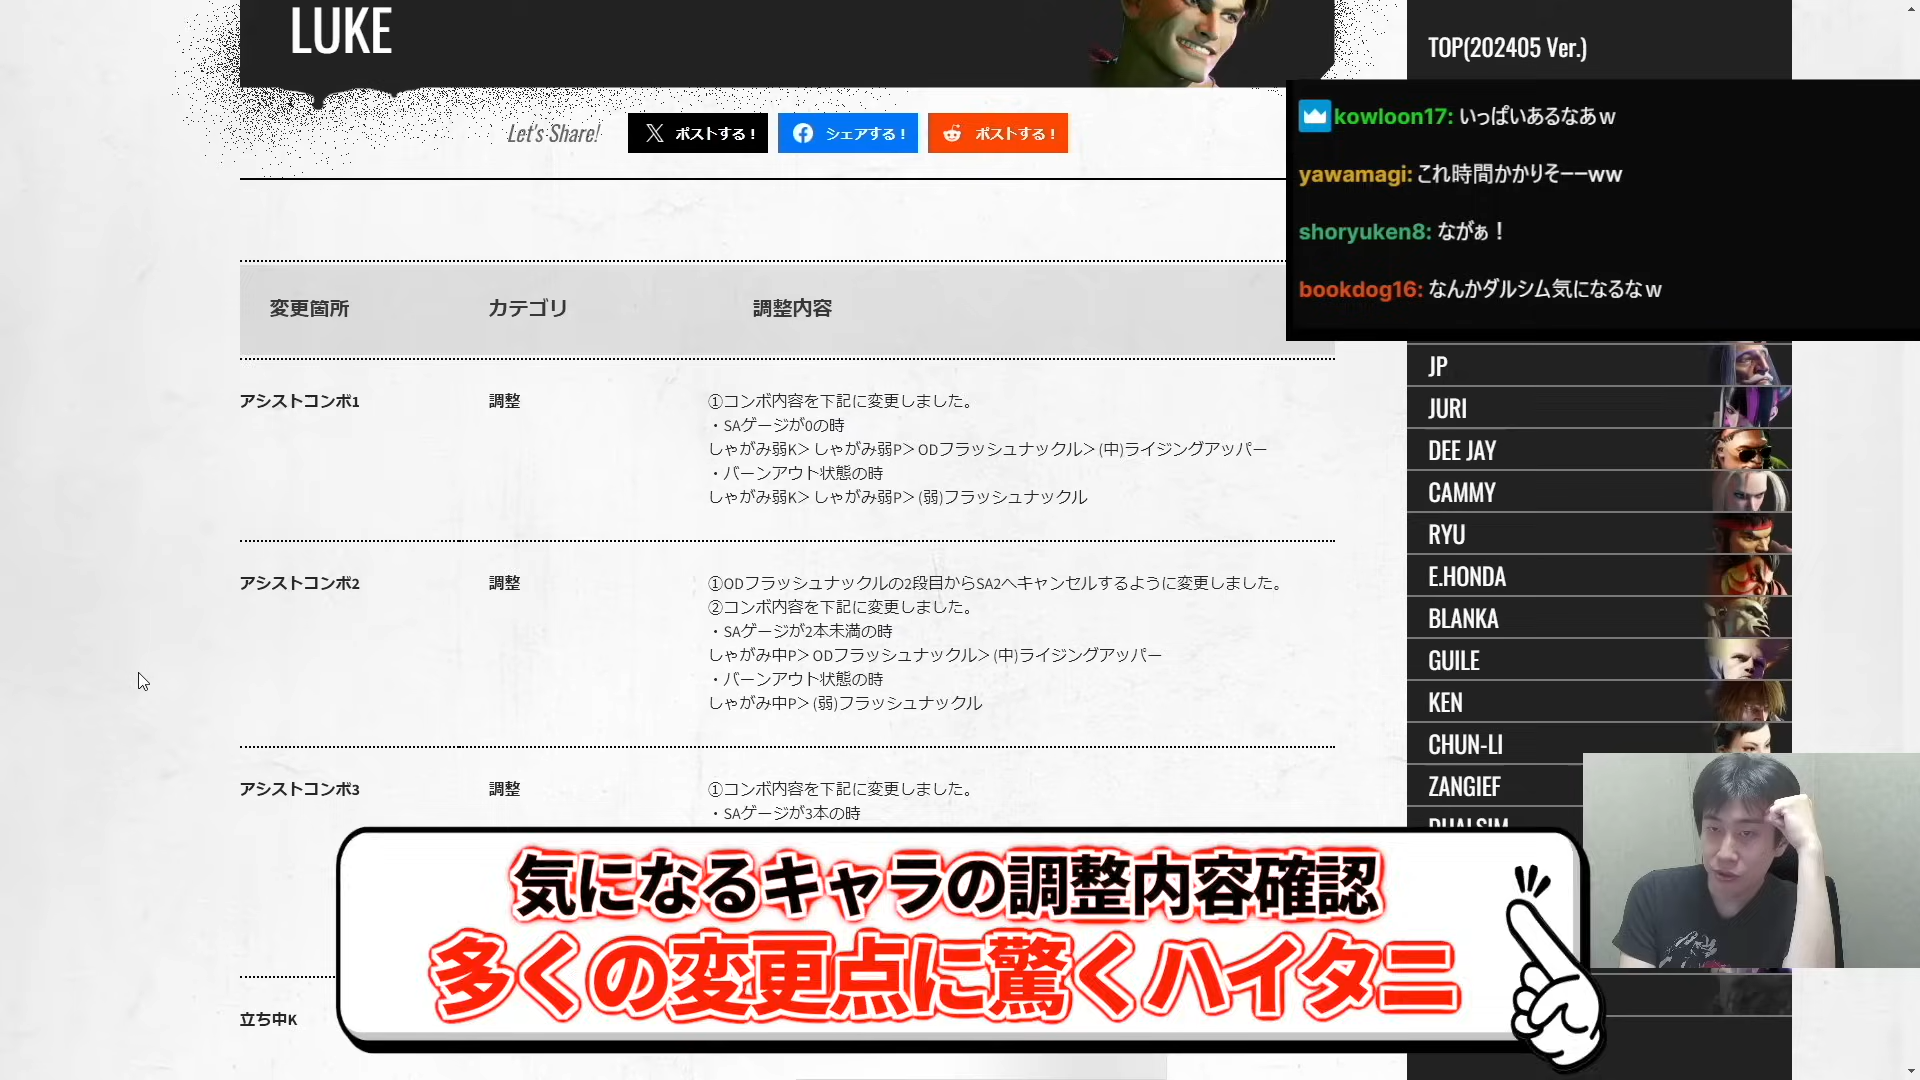 LUKE
Let's Share!
ポストする！
シェアする！
ポストする！
変更箇所
カテゴリ
調整内容
アシストコンボ1
調整
①コンボ内容を下記に変更しました。
・SAゲージが0の時
しゃがみ弱K＞しゃがみ弱P＞ODフラッシュナックル＞(中)ライジングアッパー
・バーンアウト状態の時
しゃがみ弱K＞しゃがみ弱P＞(弱)フラッシュナックル
アシストコンボ2
調整
①ODフラッシュナックルの2段目からSA2へキャンセルするように変更しました。
②コンボ内容を下記に変更しました。
・SAゲージが2本未満の時
しゃがみ中P＞ODフラッシュナックル＞(中)ライジングアッパー
・バーンアウト状態の時
しゃがみ中P＞(弱)フラッシュナックル
アシストコンボ3
調整
①コンボ内容を下記に変更しました。
・SAゲージが3本の時
立ち中K
TOP(202405 Ver.)
kowloon17: いっぱいあるなあｗ
yawamagi: これ時間かかりそーーww
shoryuken8: ながぁ！
bookdog16: なんかダルシム気になるなｗ
JP
JURI
DEE JAY
CAMMY
RYU
E.HONDA
BLANKA
GUILE
KEN
CHUN-LI
ZANGIEF
DHALSIM
気になるキャラの調整内容確認
多くの変更点に驚くハイタニ